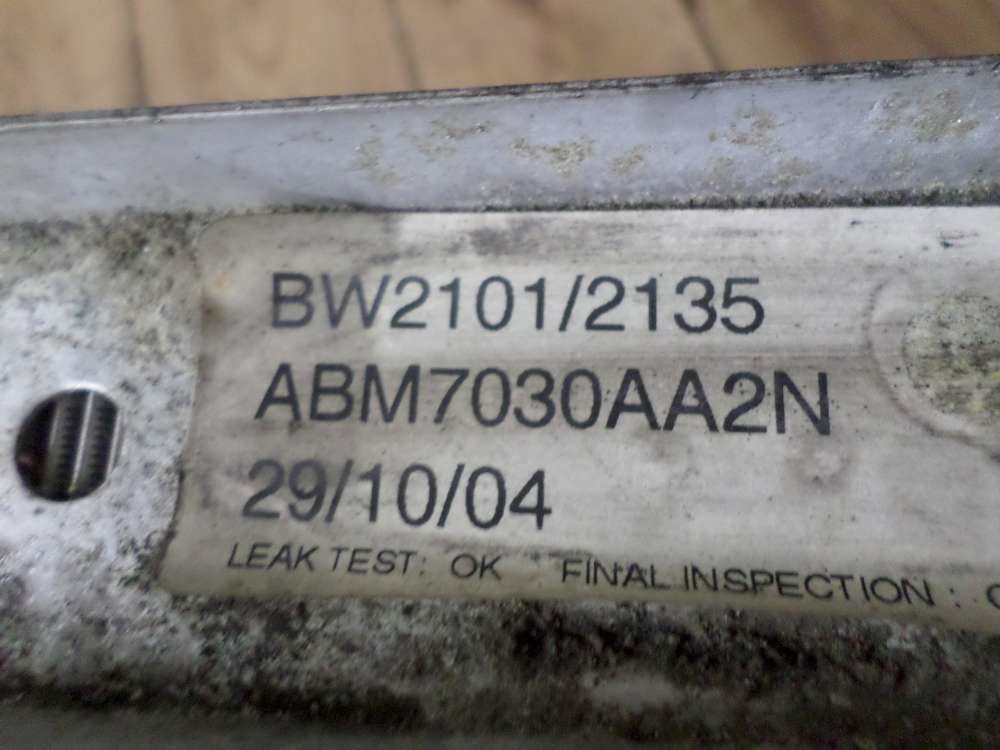 BW2101/2135
ABM7030AA2N
29/10/04
LEAK TEST: OK FINAL INSPECTION :